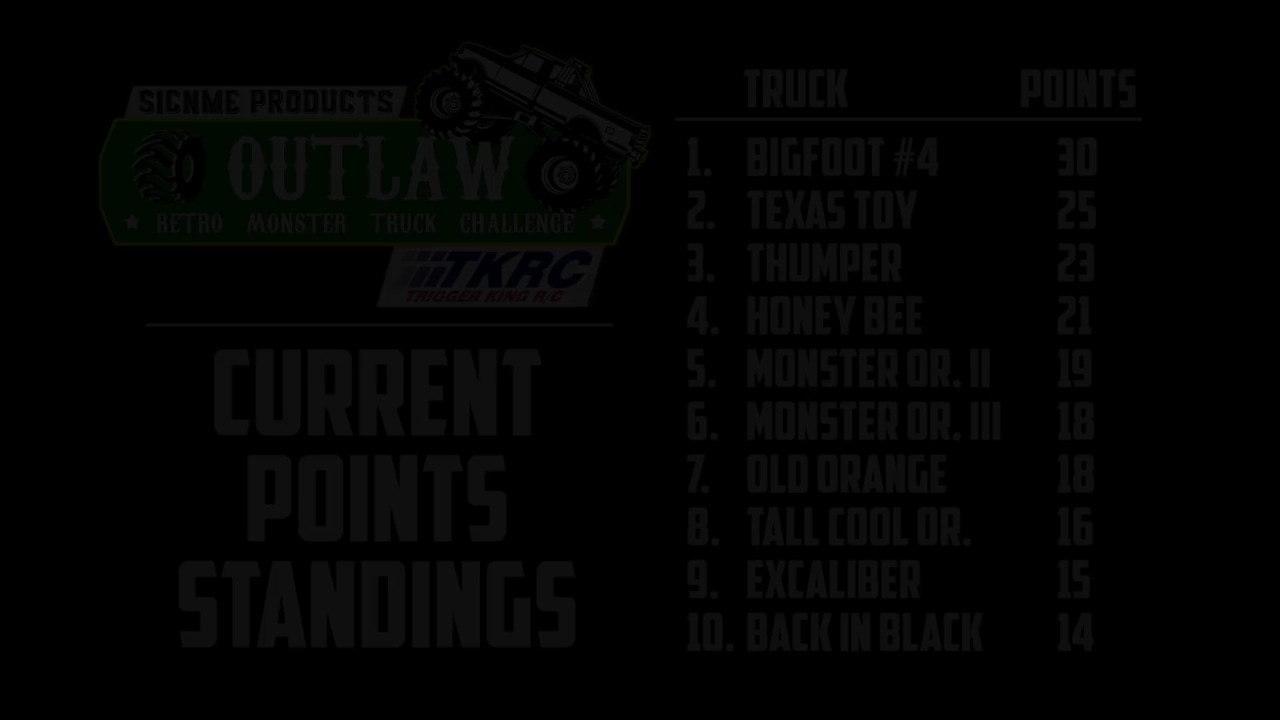 SIGNME PRODUCTS
OUTLAW
RETRO MONSTER TRUCK CHALLENGE
TKRC
TRIGGER KING R/C
CURRENT
POINTS
STANDINGS
TRUCK POINTS
1. BIGFOOT #4 30
2. TEXAS TOY 25
3. THUMPER 23
4. HONEY BEE 21
5. MONSTER OR. II 19
6. MONSTER OR. III 18
7. OLD ORANGE 18
8. TALL COOL OR. 16
9. EXCALIBER 15
10. BACK IN BLACK 14